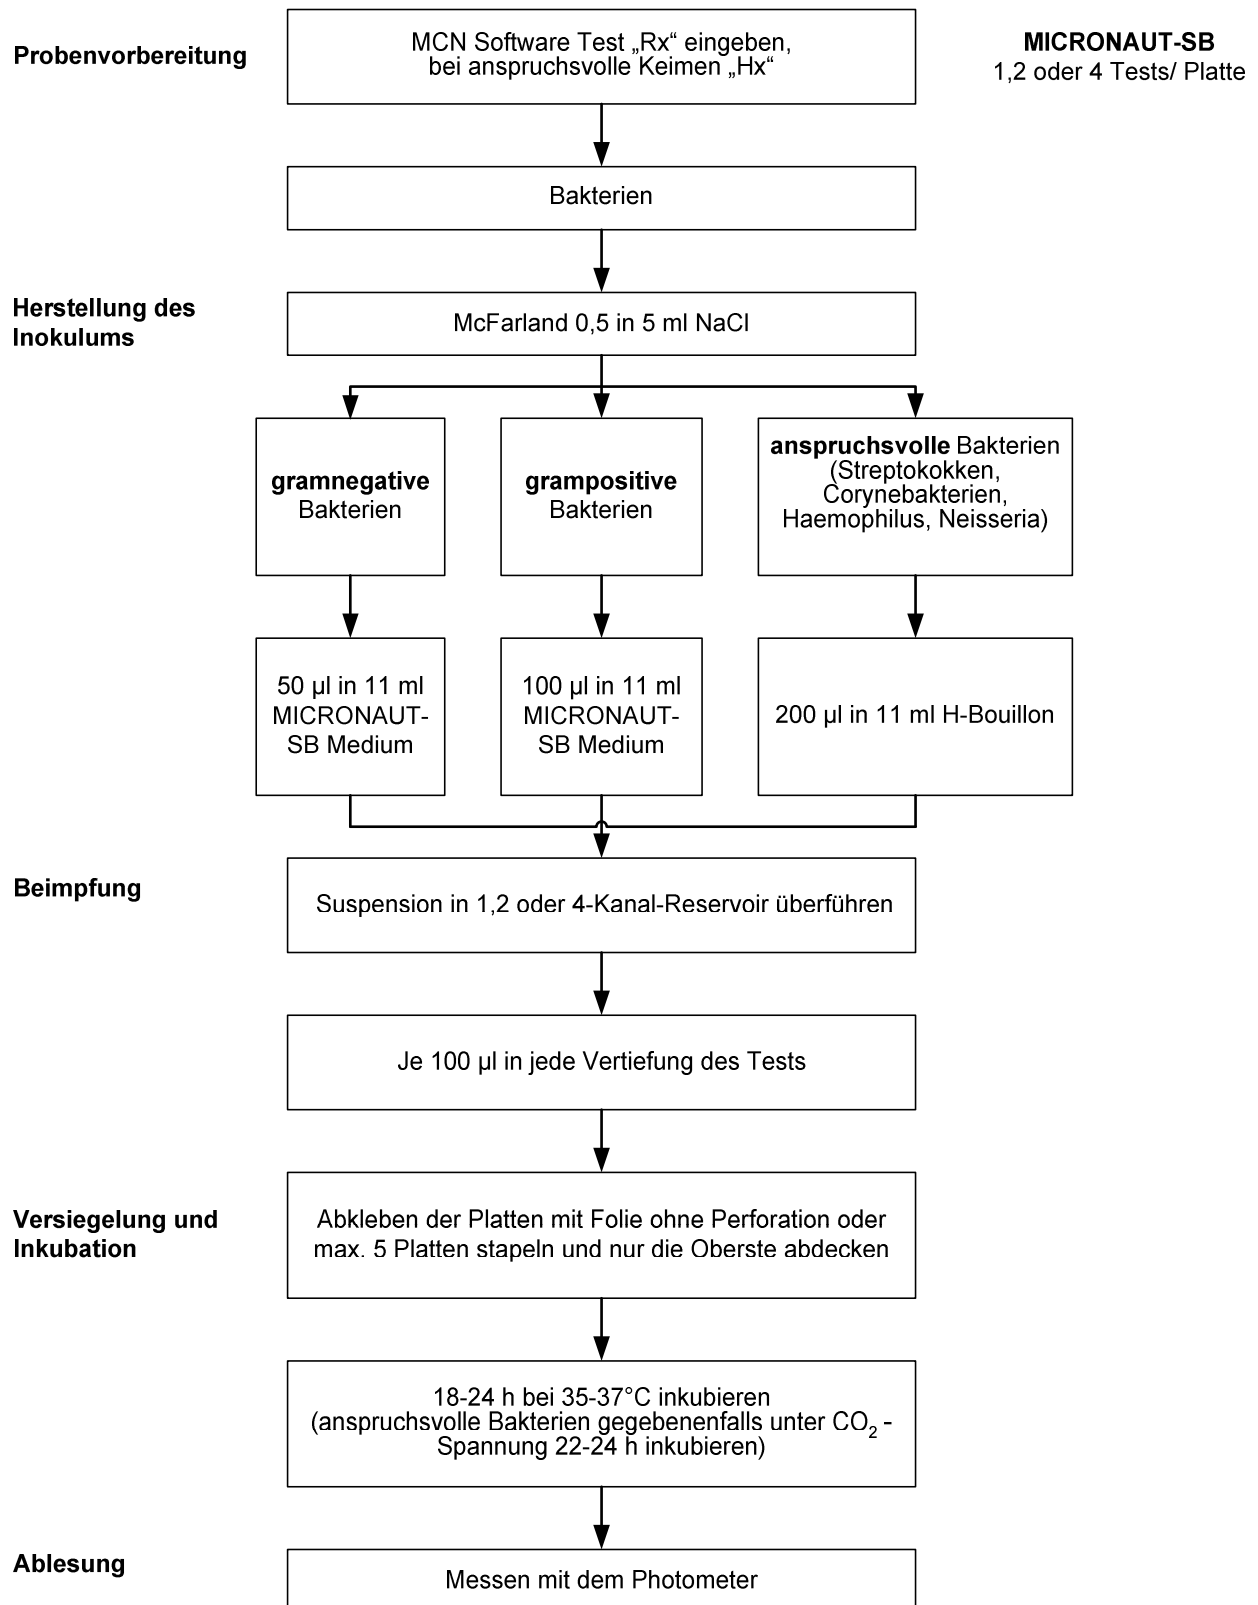 Probenvorbereitung
MCN Software Test „Rx“ eingeben,
bei anspruchsvolle Keimen „Hx“
MICRONAUT-SB
1,2 oder 4 Tests/ Platte
Bakterien
Herstellung des
Inokulums
McFarland 0,5 in 5 ml NaCl
gramnegative
Bakterien
grampositive
Bakterien
anspruchsvolle Bakterien
(Streptokokken,
Corynebakterien,
Haemophilus, Neisseria)
50 µl in 11 ml
MICRONAUT-
SB Medium
100 µl in 11 ml
MICRONAUT-
SB Medium
200 µl in 11 ml H-Bouillon
Beimpfung
Suspension in 1,2 oder 4-Kanal-Reservoir überführen
Je 100 µl in jede Vertiefung des Tests
Versiegelung und
Inkubation
Abkleben der Platten mit Folie ohne Perforation oder
max. 5 Platten stapeln und nur die Oberste abdecken
18-24 h bei 35-37°C inkubieren
(anspruchsvolle Bakterien gegebenenfalls unter CO₂ -
Spannung 22-24 h inkubieren)
Ablesung
Messen mit dem Photometer